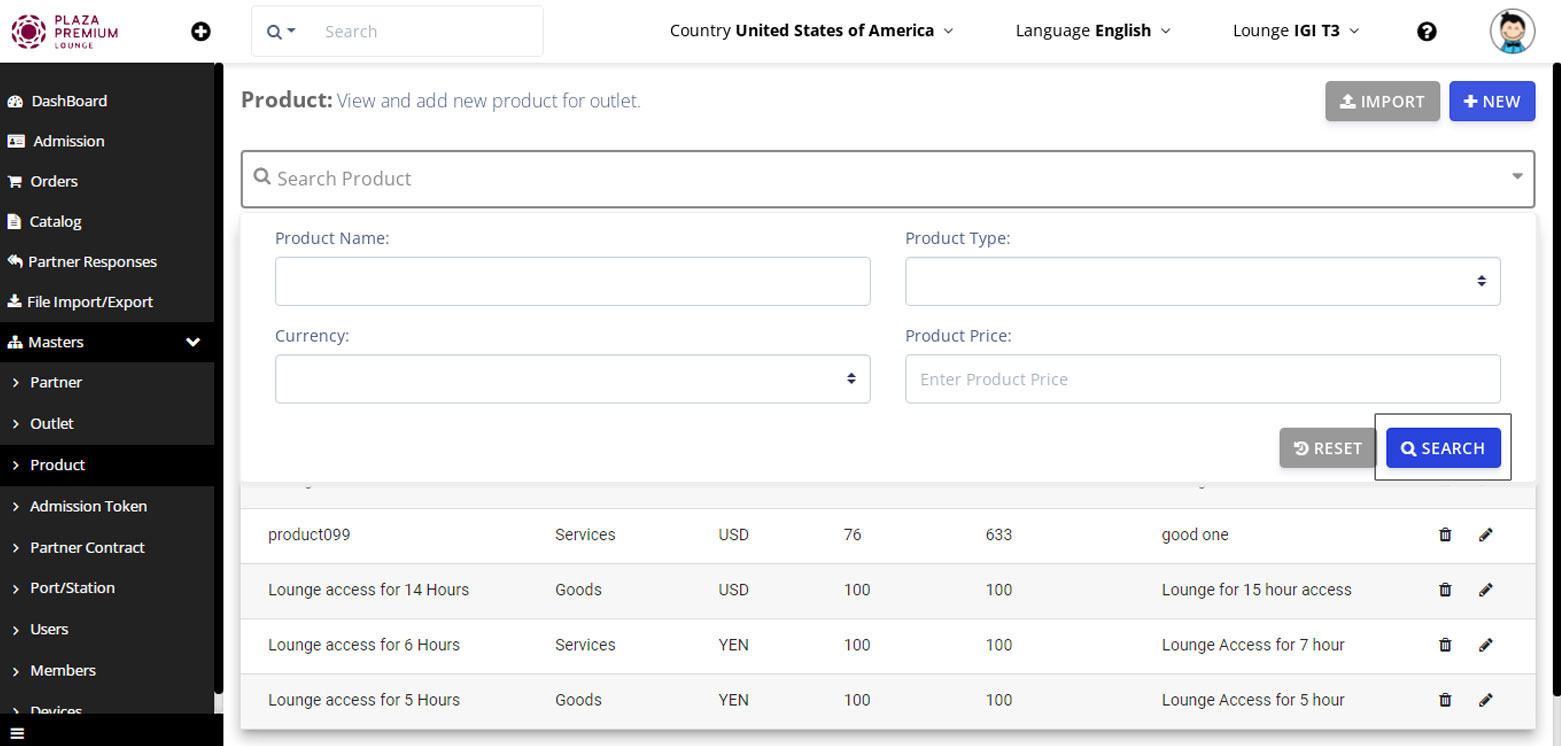 PLAZA
PREMIUM
LOUNGE
Search
Country United States of America
Language English
Lounge IGI T3
DashBoard
Admission
Orders
Catalog
Partner Responses
File Import/Export
Masters
Partner
Outlet
Product
Admission Token
Partner Contract
Port/Station
Users
Members
Devices
Product: View and add new product for outlet.
IMPORT
NEW
Search Product
Product Name:
Product Type:
Currency:
Product Price:
Enter Product Price
RESET
SEARCH
product099 Services USD 76 633 good one
Lounge access for 14 Hours Goods USD 100 100 Lounge for 15 hour access
Lounge access for 6 Hours Services YEN 100 100 Lounge Access for 7 hour
Lounge access for 5 Hours Goods YEN 100 100 Lounge Access for 5 hour